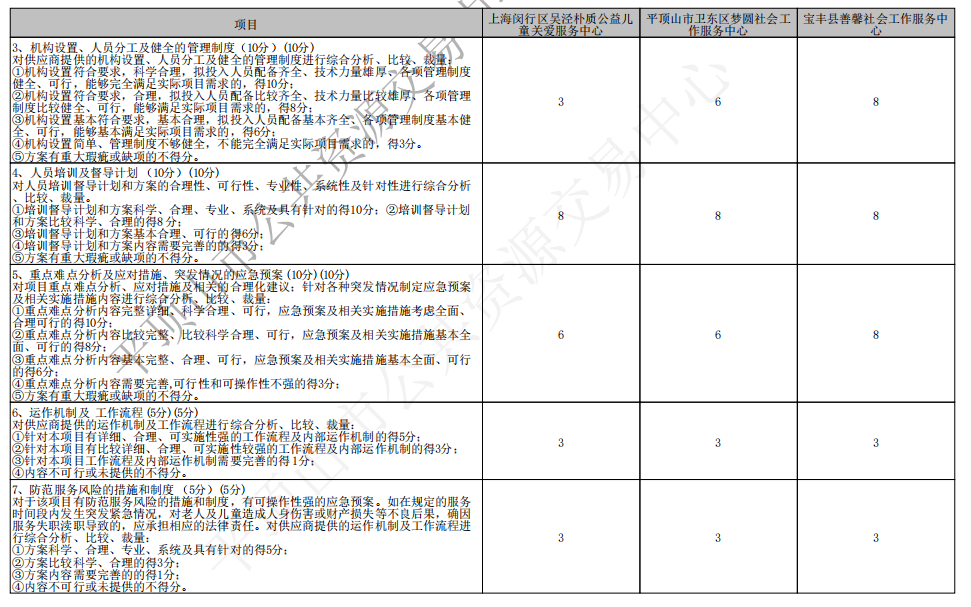 项目
上海闵行区吴泾朴质公益儿
童关爱服务中心
平顶山市卫东区梦圆社会工
作服务中心
宝丰县善馨社会工作服务中
心
3、机构设置、人员分工及健全的管理制度（10分）(10分)
对供应商提供的机构设置、人员分工及健全的管理制度进行综合分析、比较、裁量：
①机构设置符合要求，科学合理，拟投入人员配备齐全、技术力量雄厚、各项管理制度
健全、可行，能够完全满足实际项目需求的，得10分；
②机构设置符合要求，合理，拟投入人员配备比较齐全、技术力量比较雄厚、各项管理
制度比较健全、可行，能够满足实际项目需求的，得8分；
③机构设置基本符合要求，基本合理，拟投入人员配备基本齐全、各项管理制度基本健
全、可行，能够基本满足实际项目需求的，得6分；
④机构设置简单、管理制度不够健全，不能完全满足实际项目需求的，得3分。
⑤方案有重大瑕疵或缺项的不得分。
3
6
8
4、人员培训及督导计划 （10分）(10分)
对人员培训督导计划和方案的合理性、可行性、专业性、系统性及针对性进行综合分析
、比较、裁量。
①培训督导计划和方案科学、合理、专业、系统及具有针对的得10分；②培训督导计划
和方案比较科学、合理的得8 分；
③培训督导计划和方案基本合理、可行的得6分；
④培训督导计划和方案内容需要完善的的得3分；
⑤方案有重大瑕疵或缺项的不得分。
8
8
8
5、重点难点分析及应对措施、突发情况的应急预案(10分)(10分)
对项目重点难点分析、应对措施及相关的合理化建议；针对各种突发情况制定应急预案
及相关实施措施内容进行综合分析、比较、裁量：
①重点难点分析内容完整详细、科学合理、可行，应急预案及相关实施措施考虑全面、
合理可行的得10分；
②重点难点分析内容比较完整、比较科学合理、可行，应急预案及相关实施措施基本全
面、可行的得8分；
③重点难点分析内容基本完整、合理、可行，应急预案及相关实施措施基本全面、可行
的得6分；
④重点难点分析内容需要完善,可行性和可操作性不强的得3分；
⑤方案有重大瑕疵或缺项的不得分。
6
6
8
6、运作机制及 工作流程(5分)(5分)
对供应商提供的运作机制及工作流程进行综合分析、比较、裁量：
①针对本项目有详细、合理、可实施性强的工作流程及内部运作机制的得5分；
②针对本项目有比较详细、合理、可实施性较强的工作流程及内部运作机制的得3分；
③针对本项目工作流程及内部运作机制需要完善的得 1分；
④内容不可行或未提供的不得分。
3
3
3
7、防范服务风险的措施和制度 （5分）(5分)
对于该项目有防范服务风险的措施和制度，有可操作性强的应急预案。如在规定的服务
时间段内发生突发紧急情况，对老人及儿童造成人身伤害或财产损失等不良后果，确因
服务失职渎职导致的，应承担相应的法律责任。对供应商提供的运作机制及工作流程进
行综合分析、比较、裁量：
①方案科学、合理、专业、系统及具有针对的得5分；
②方案比较科学、合理的得3分；
③方案内容需要完善的的得1分；
④内容不可行或未提供的不得分。
3
3
3
平顶山市公共资源交易中心
平顶山市公共资源交易中心